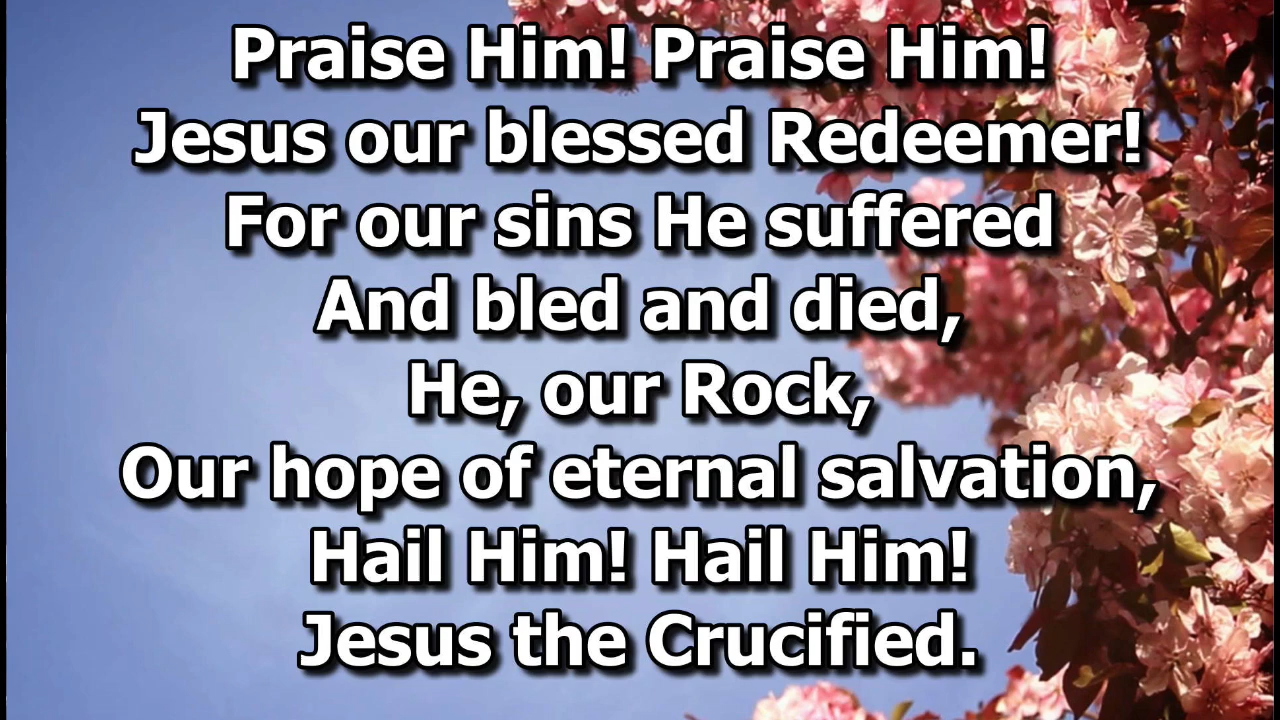 Praise Him! Praise Him!
Jesus our blessed Redeemer!
For our sins He suffered
And bled and died,
He, our Rock,
Our hope of eternal salvation,
Hail Him! Hail Him!
Jesus the Crucified.